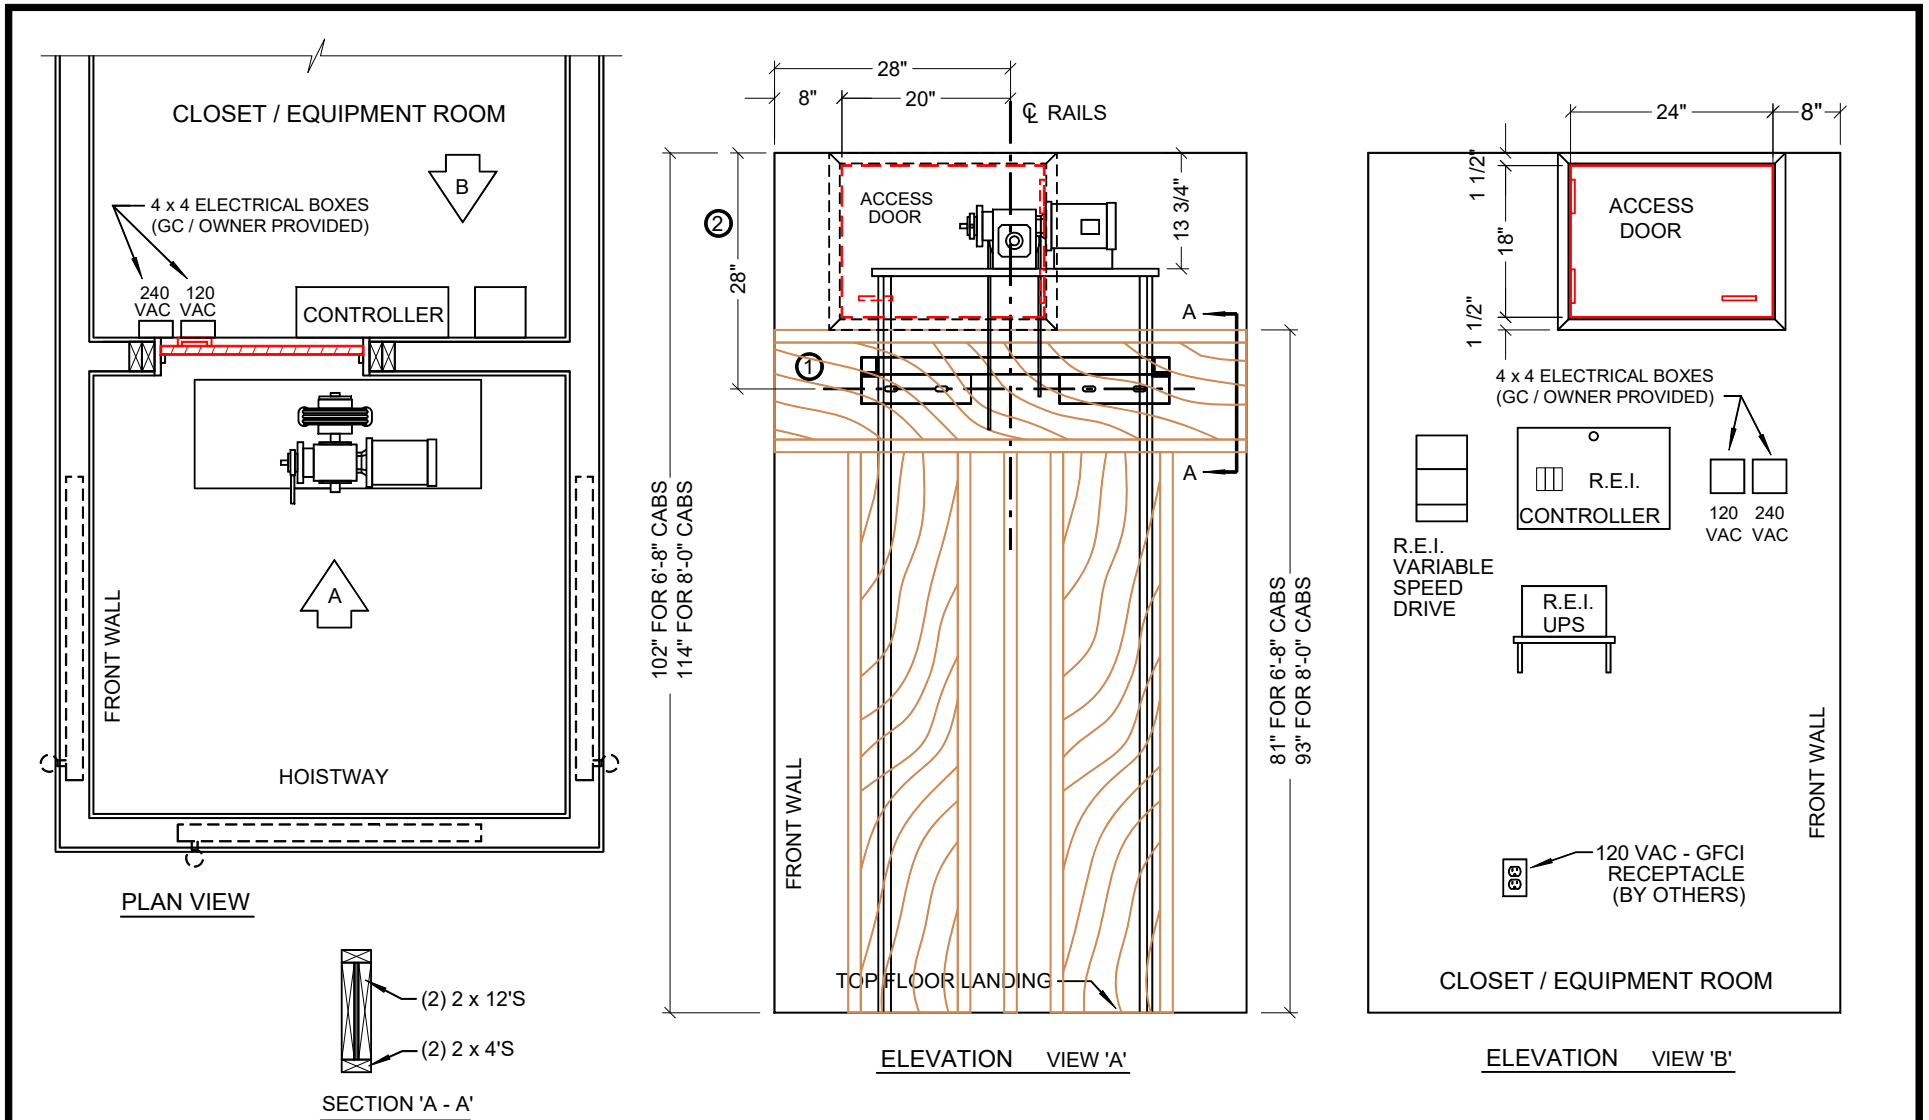 CLOSET / EQUIPMENT ROOM
B
4 x 4 ELECTRICAL BOXES
(GC / OWNER PROVIDED)
240
VAC
120
VAC
CONTROLLER
A
FRONT WALL
HOISTWAY
PLAN VIEW
(2) 2 x 12'S
(2) 2 x 4'S
SECTION 'A - A'
28"
8"
20"
℄ RAILS
ACCESS
DOOR
13 3/4"
2
28"
1
A
A
102" FOR 6'-8" CABS
114" FOR 8'-0" CABS
81" FOR 6'-8" CABS
93" FOR 8'-0" CABS
FRONT WALL
TOP FLOOR LANDING
ELEVATION VIEW 'A'
24"
8"
1 1/2"
18"
1 1/2"
ACCESS
DOOR
4 x 4 ELECTRICAL BOXES
(GC / OWNER PROVIDED)
R.E.I.
CONTROLLER
120
VAC
240
VAC
R.E.I.
VARIABLE
SPEED
DRIVE
R.E.I.
UPS
FRONT WALL
120 VAC - GFCI
RECEPTACLE
(BY OTHERS)
CLOSET / EQUIPMENT ROOM
ELEVATION VIEW 'B'